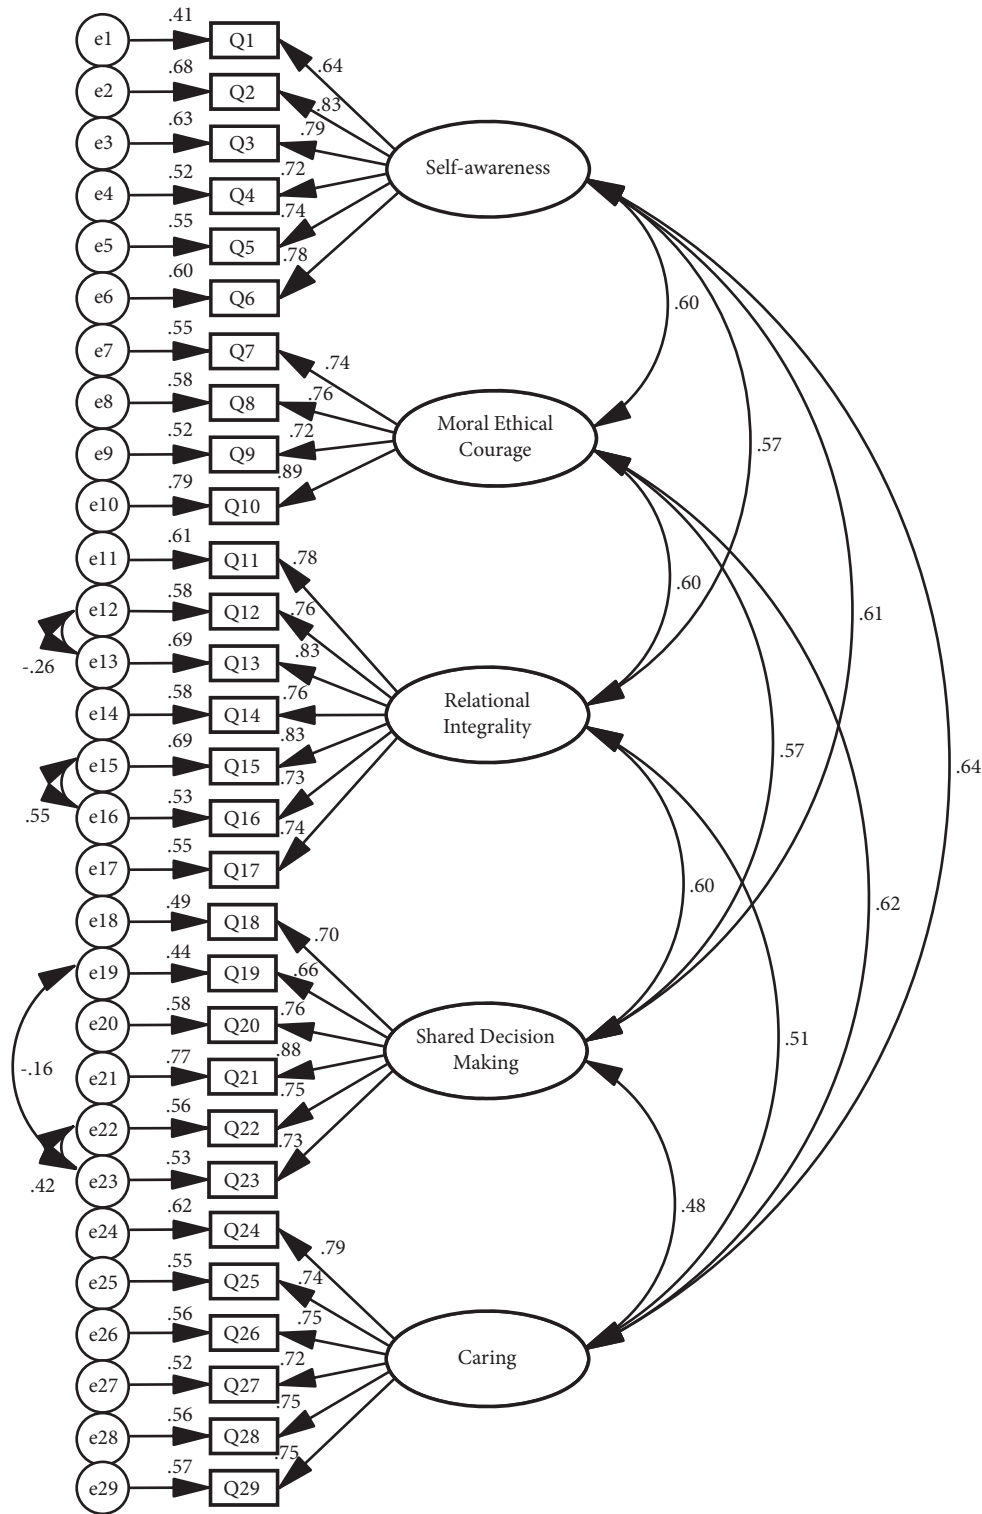 e1 .41 Q1 .64
e2 .68 Q2 .83
e3 .63 Q3 .79
e4 .52 Q4 .72
e5 .55 Q5 .74
e6 .60 Q6 .78
Self-awareness
e7 .55 Q7 .74
e8 .58 Q8 .76
e9 .52 Q9 .72
e10 .79 Q10 .89
Moral Ethical
Courage
e11 .61 Q11 .78
e12 .58 Q12 .76
e13 .69 Q13 .83
e14 .58 Q14 .76
e15 .69 Q15 .83
e16 .53 Q16 .73
e17 .55 Q17 .74
-.26
.55
Relational
Integrality
e18 .49 Q18 .70
e19 .44 Q19 .66
e20 .58 Q20 .76
e21 .77 Q21 .88
e22 .56 Q22 .75
e23 .53 Q23 .73
-.16
.42
Shared Decision
Making
e24 .62 Q24 .79
e25 .55 Q25 .74
e26 .56 Q26 .75
e27 .52 Q27 .72
e28 .56 Q28 .75
e29 .57 Q29 .75
Caring
.60
.57
.60
.61
.57
.64
.60
.62
.51
.48